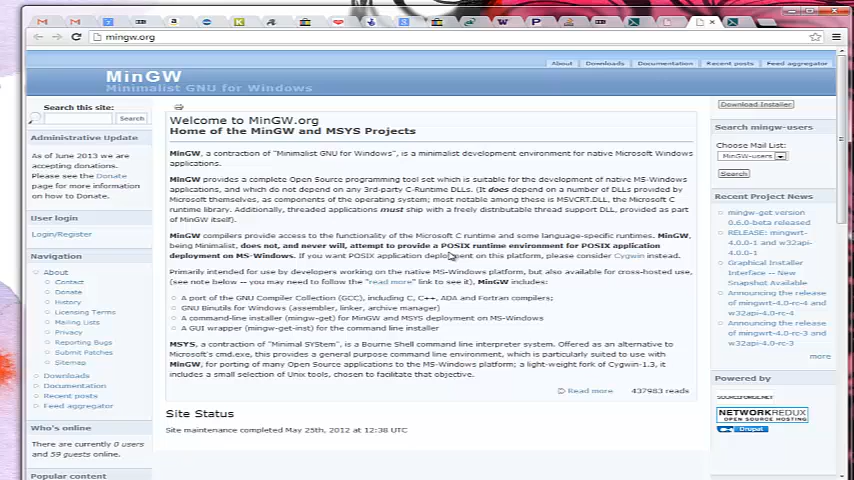 mingw.org
About
Downloads
Documentation
Recent posts
Feed aggregator
MinGW
Minimalist GNU for Windows
Search this site:
Search
Administrative Update
As of June 2013 we are
accepting donations.
Please see the Donate
page for more information
on how to Donate.
User login
Login/Register
Navigation
About
Contact
Donate
History
Licensing Terms
Mailing Lists
Privacy
Reporting Bugs
Submit Patches
Sitemap
Downloads
Documentation
Recent posts
Feed aggregator
Who's online
There are currently 0 users
and 59 guests online.
Popular content
Welcome to MinGW.org
Home of the MinGW and MSYS Projects
MinGW, a contraction of "Minimalist GNU for Windows", is a minimalist development environment for native Microsoft Windows
applications.
MinGW provides a complete Open Source programming tool set which is suitable for the development of native MS-Windows
applications, and which do not depend on any 3rd-party C-Runtime DLLs. (It does depend on a number of DLLs provided by
Microsoft themselves, as components of the operating system; most notable among these is MSVCRT.DLL, the Microsoft C
runtime library. Additionally, threaded applications must ship with a freely distributable thread support DLL, provided as part
of MinGW itself).
MinGW compilers provide access to the functionality of the Microsoft C runtime and some language-specific runtimes. MinGW,
being Minimalist, does not, and never will, attempt to provide a POSIX runtime environment for POSIX application
deployment on MS-Windows. If you want POSIX application deployment on this platform, please consider Cygwin instead.
Primarily intended for use by developers working on the native MS-Windows platform, but also available for cross-hosted use,
(see note below -- you may need to follow the "read more" link to see it), MinGW includes:
A port of the GNU Compiler Collection (GCC), including C, C++, ADA and Fortran compilers;
GNU Binutils for Windows (assembler, linker, archive manager)
A command-line installer (mingw-get) for MinGW and MSYS deployment on MS-Windows
A GUI wrapper (mingw-get-inst) for the command line installer
MSYS, a contraction of "Minimal SYStem", is a Bourne Shell command line interpreter system. Offered as an alternative to
Microsoft's cmd.exe, this provides a general purpose command line environment, which is particularly suited to use with
MinGW, for porting of many Open Source applications to the MS-Windows platform; a light-weight fork of Cygwin-1.3, it
includes a small selection of Unix tools, chosen to facilitate that objective.
Read more
437983 reads
Site Status
Site maintenance completed May 25th, 2012 at 12:38 UTC
Download Installer
Search mingw-users
Choose Mail List:
MinGW-users
Search
Recent Project News
mingw-get version
0.6.0-beta released
RELEASE: mingwrt-
4.0.0-1 and w32api-
4.0.0-1
Graphical Installer
Interface -- New
Snapshot Available
Announcing the release
of mingwrt-4.0-rc-4 and
w32api-4.0-rc-4
Announcing the release
of mingwrt-4.0-rc-3 and
w32api-4.0-rc-3
more
Powered by
SOURCEFORGE.NET
NETWORKREDUX
OPEN SOURCE HOSTING
Drupal